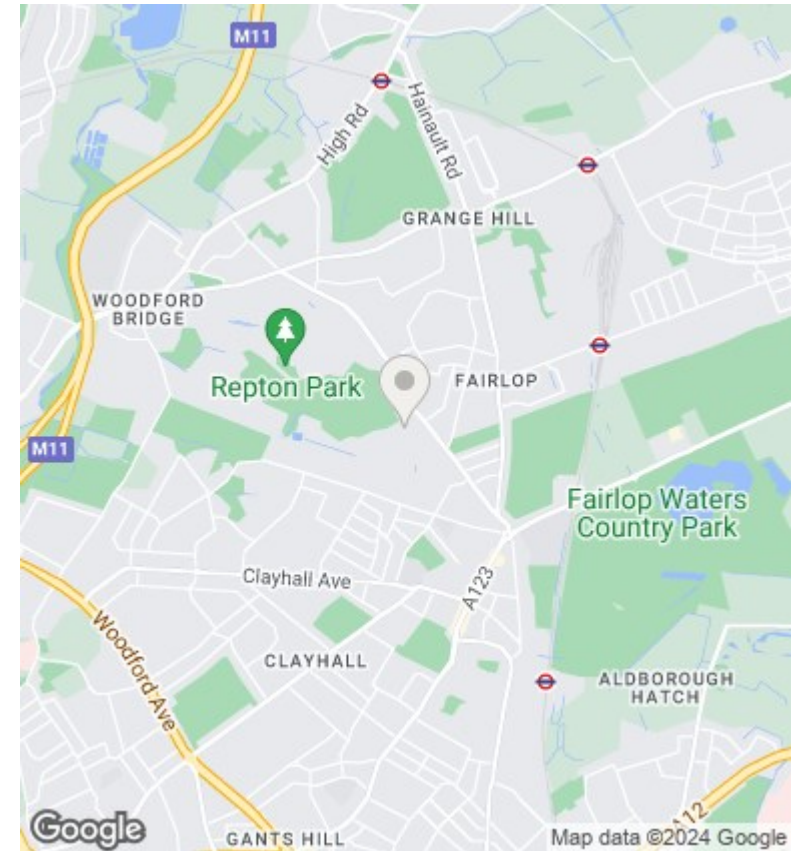 M11
High Rd
Hainault Rd
GRANGE HILL
WOODFORD
BRIDGE
Repton Park
FAIRLOP
M11
Fairlop Waters
Country Park
Clayhall Ave
A123
Woodford Ave
CLAYHALL
ALDBOROUGH
HATCH
A12
Google
GANTS HILL
Map data ©2024 Google